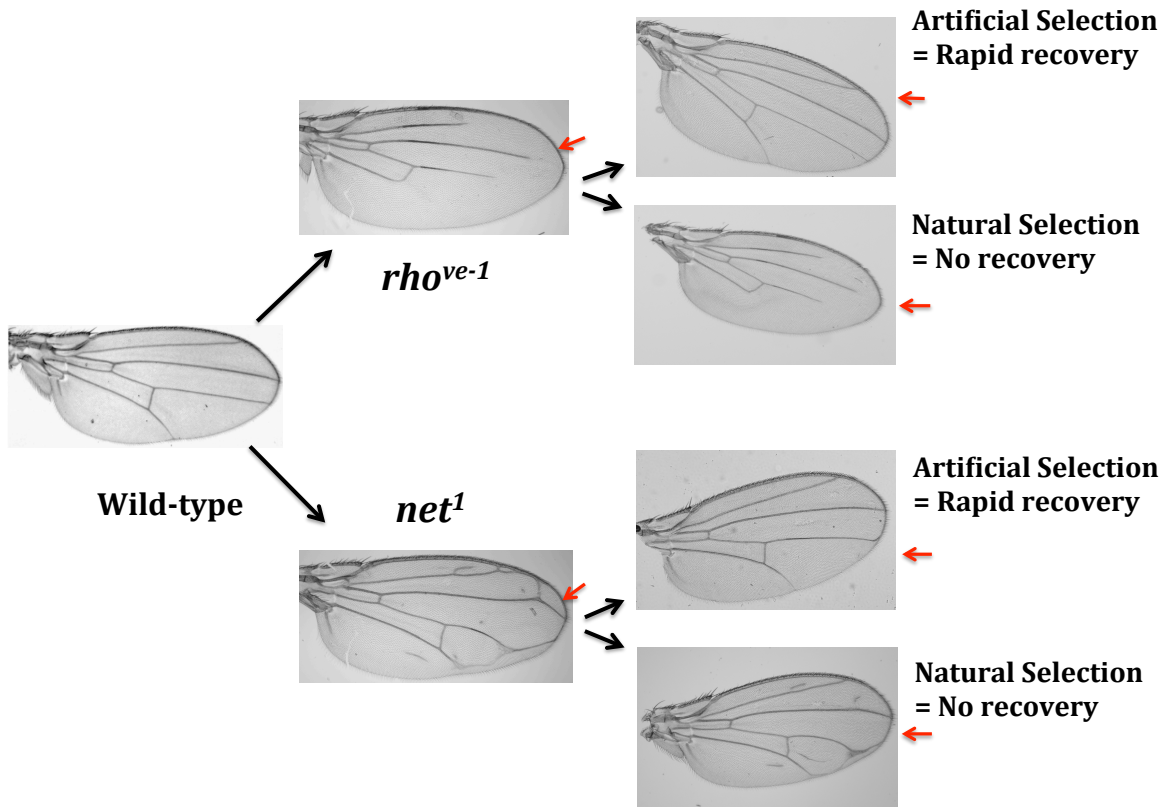 Artificial Selection
= Rapid recovery
rho^ve-1
Natural Selection
= No recovery
Wild-type
net^1
Artificial Selection
= Rapid recovery
Natural Selection
= No recovery